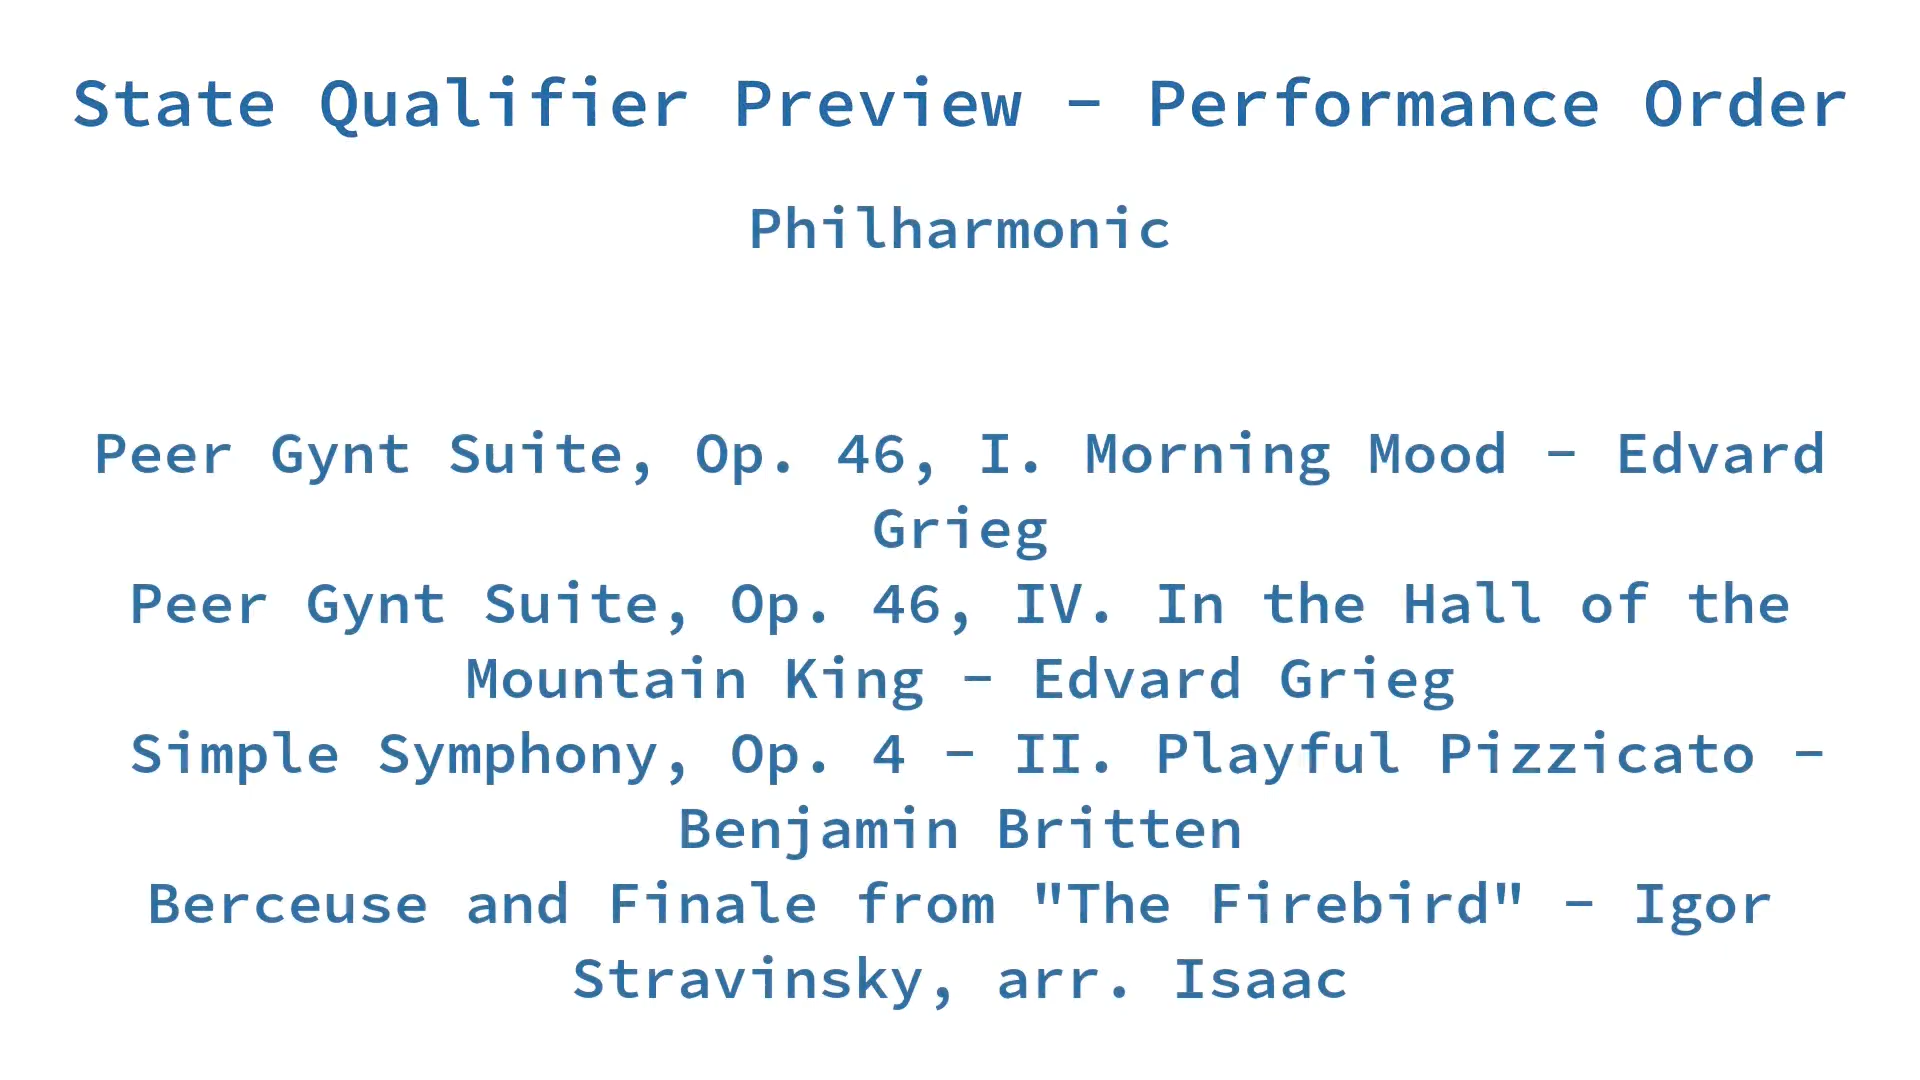 State Qualifier Preview - Performance Order
Philharmonic
Peer Gynt Suite, Op. 46, I. Morning Mood - Edvard
Grieg
Peer Gynt Suite, Op. 46, IV. In the Hall of the
Mountain King - Edvard Grieg
Simple Symphony, Op. 4 - II. Playful Pizzicato -
Benjamin Britten
Berceuse and Finale from "The Firebird" - Igor
Stravinsky, arr. Isaac